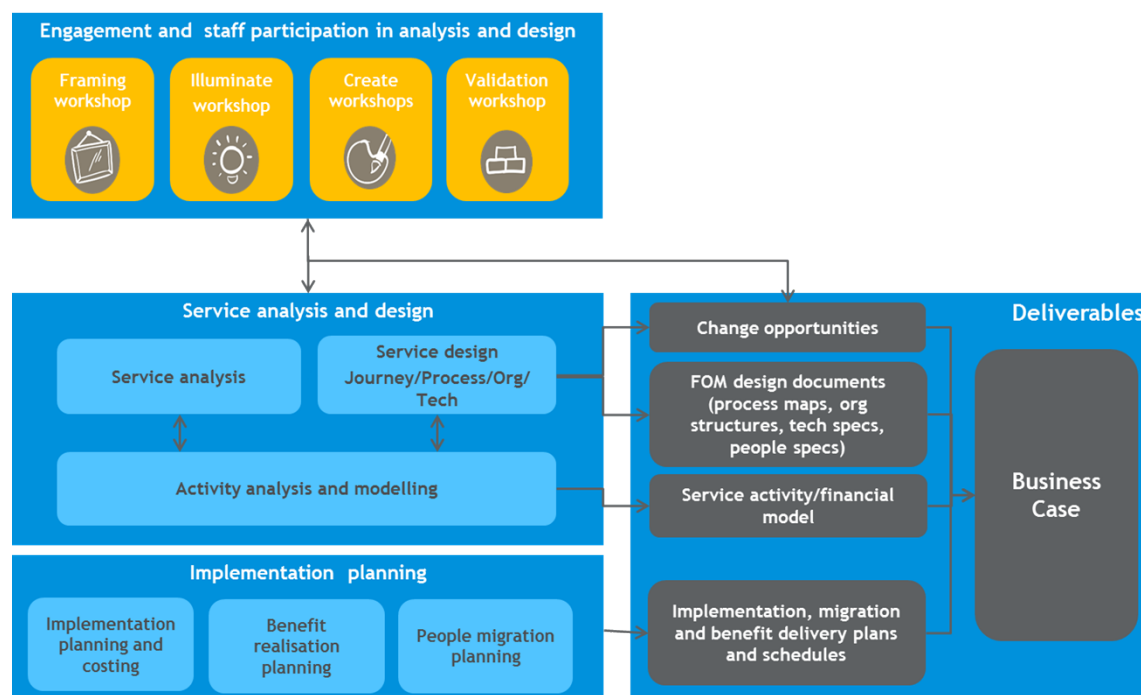 Engagement and staff participation in analysis and design
Framing
workshop
Illuminate
workshop
Create
workshops
Validation
workshop
Service analysis and design
Service analysis
Service design
Journey/Process/Org/
Tech
Activity analysis and modelling
Implementation planning
Implementation
planning and
costing
Benefit
realisation
planning
People migration
planning
Deliverables
Change opportunities
FOM design documents
(process maps, org
structures, tech specs,
people specs)
Service activity/financial
model
Implementation, migration
and benefit delivery plans
and schedules
Business
Case